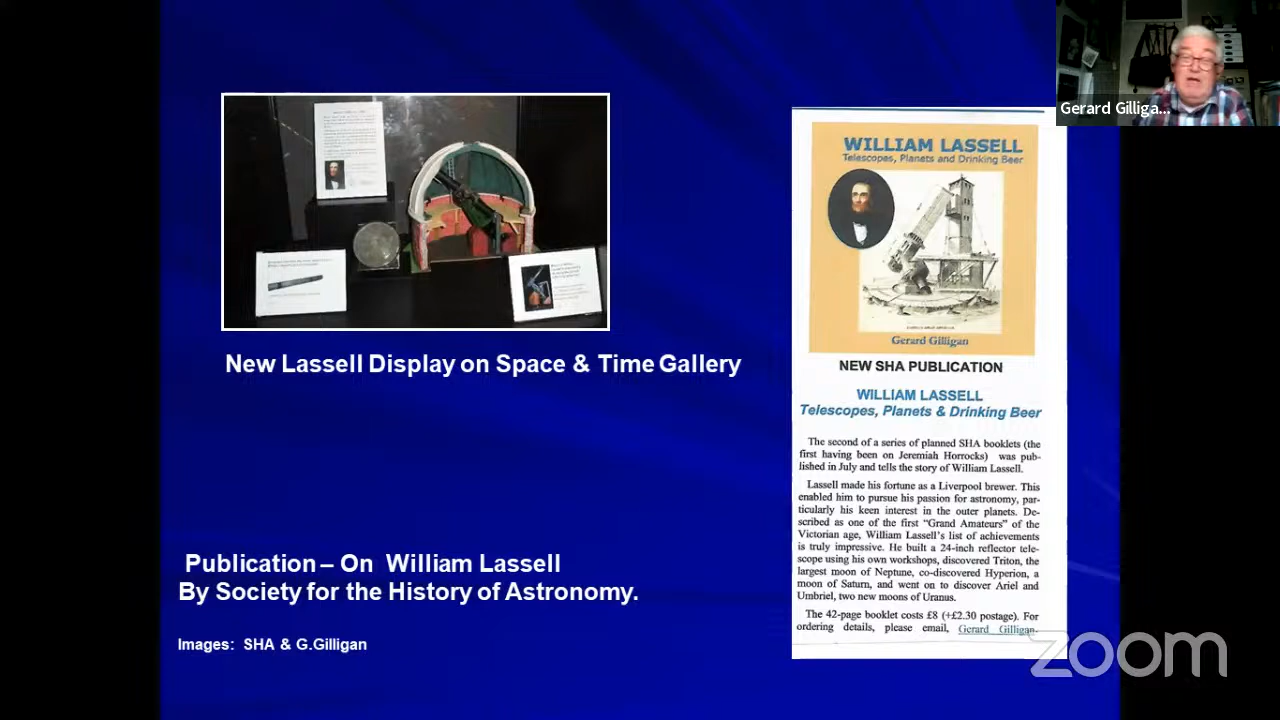 Gerard Gilliga...
WILLIAM LASSELL
Telescopes, Planets and Drinking Beer
Gerard Gilligan
NEW SHA PUBLICATION
WILLIAM LASSELL
Telescopes, Planets & Drinking Beer
The second of a series of planned SHA booklets (the
first having been on Jeremiah Horrocks) was pub-
lished in July and tells the story of William Lassell.
Lassell made his fortune as a Liverpool brewer. This
enabled him to pursue his passion for astronomy, par-
ticularly his keen interest in the outer planets. De-
scribed as one of the first "Grand Amateurs" of the
Victorian age, William Lassell's list of achievements
is truly impressive. He built a 24-inch reflector tele-
scope using his own workshops, discovered Triton, the
largest moon of Neptune, co-discovered Hyperion, a
moon of Saturn, and went on to discover Ariel and
Umbriel, two new moons of Uranus.
The 42-page booklet costs £8 (+£2.30 postage). For
ordering details, please email, Gerard Gilligan.
New Lassell Display on Space & Time Gallery
Publication – On William Lassell
By Society for the History of Astronomy.
Images: SHA & G.Gilligan
zoom